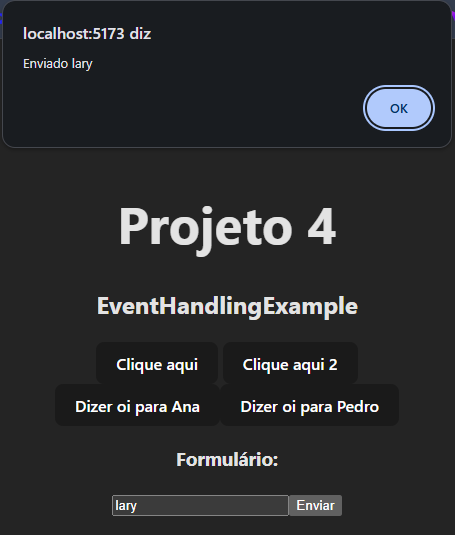 localhost:5173 diz
Enviado lary
OK
Projeto 4
EventHandlingExample
Clique aqui Clique aqui 2
Dizer oi para Ana Dizer oi para Pedro
Formulário:
lary Enviar